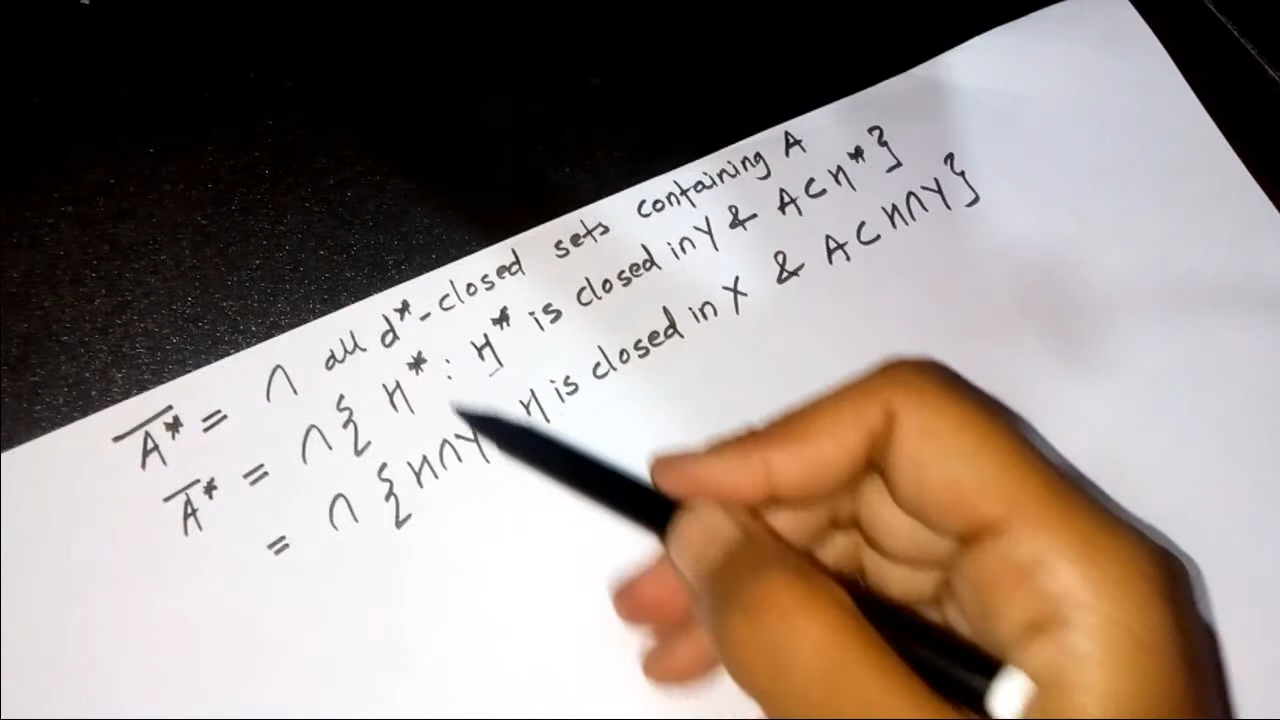 A̅* = ∩ all d*-closed sets containing A
A̅* = ∩ { H* : H* is closed in Y & A ⊂ H* }
= ∩ { H∩Y H is closed in X & A ⊂ H∩Y }